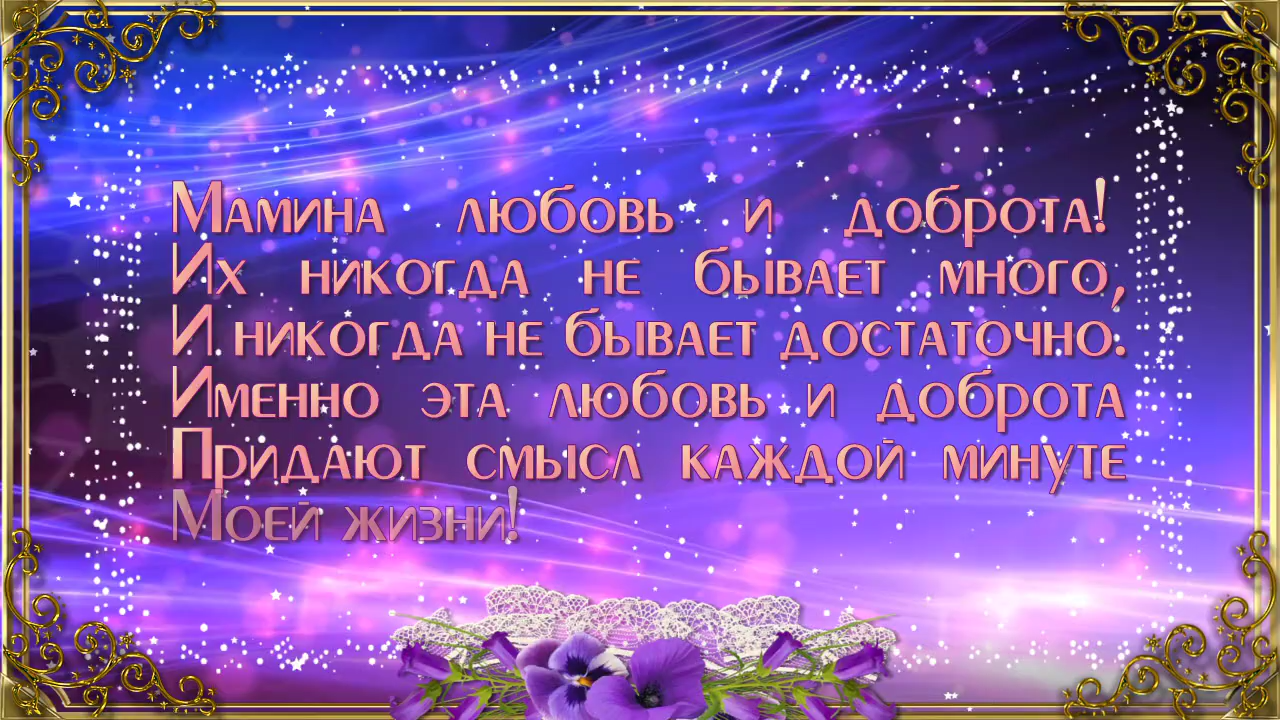 Мамина любовь и доброта!
Их никогда не бывает много,
И никогда не бывает достаточно.
Именно эта любовь и доброта
Придают смысл каждой минуте
Моей жизни!